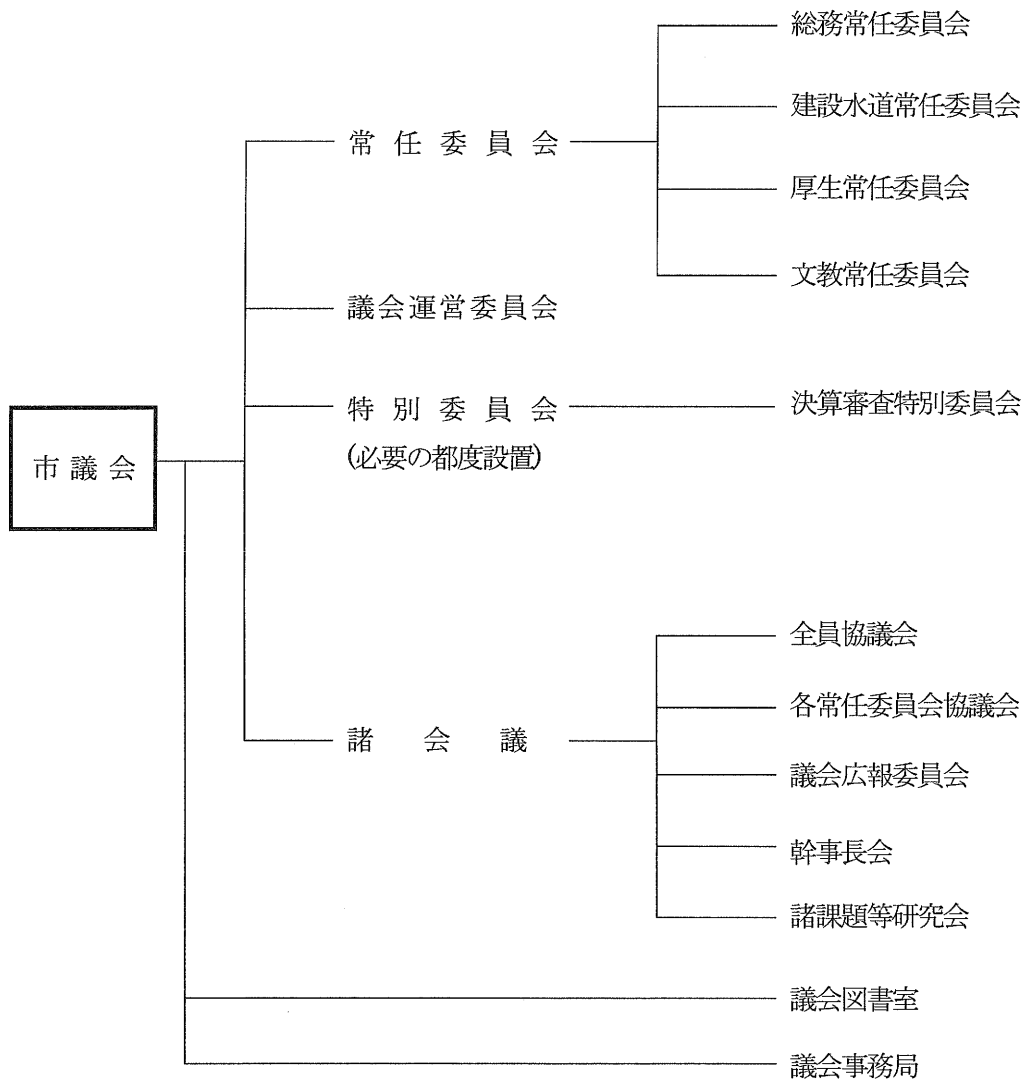 市議会
常任委員会
総務常任委員会
建設水道常任委員会
厚生常任委員会
文教常任委員会
議会運営委員会
特別委員会
(必要の都度設置)
決算審査特別委員会
諸会議
全員協議会
各常任委員会協議会
議会広報委員会
幹事長会
諸課題等研究会
議会図書室
議会事務局